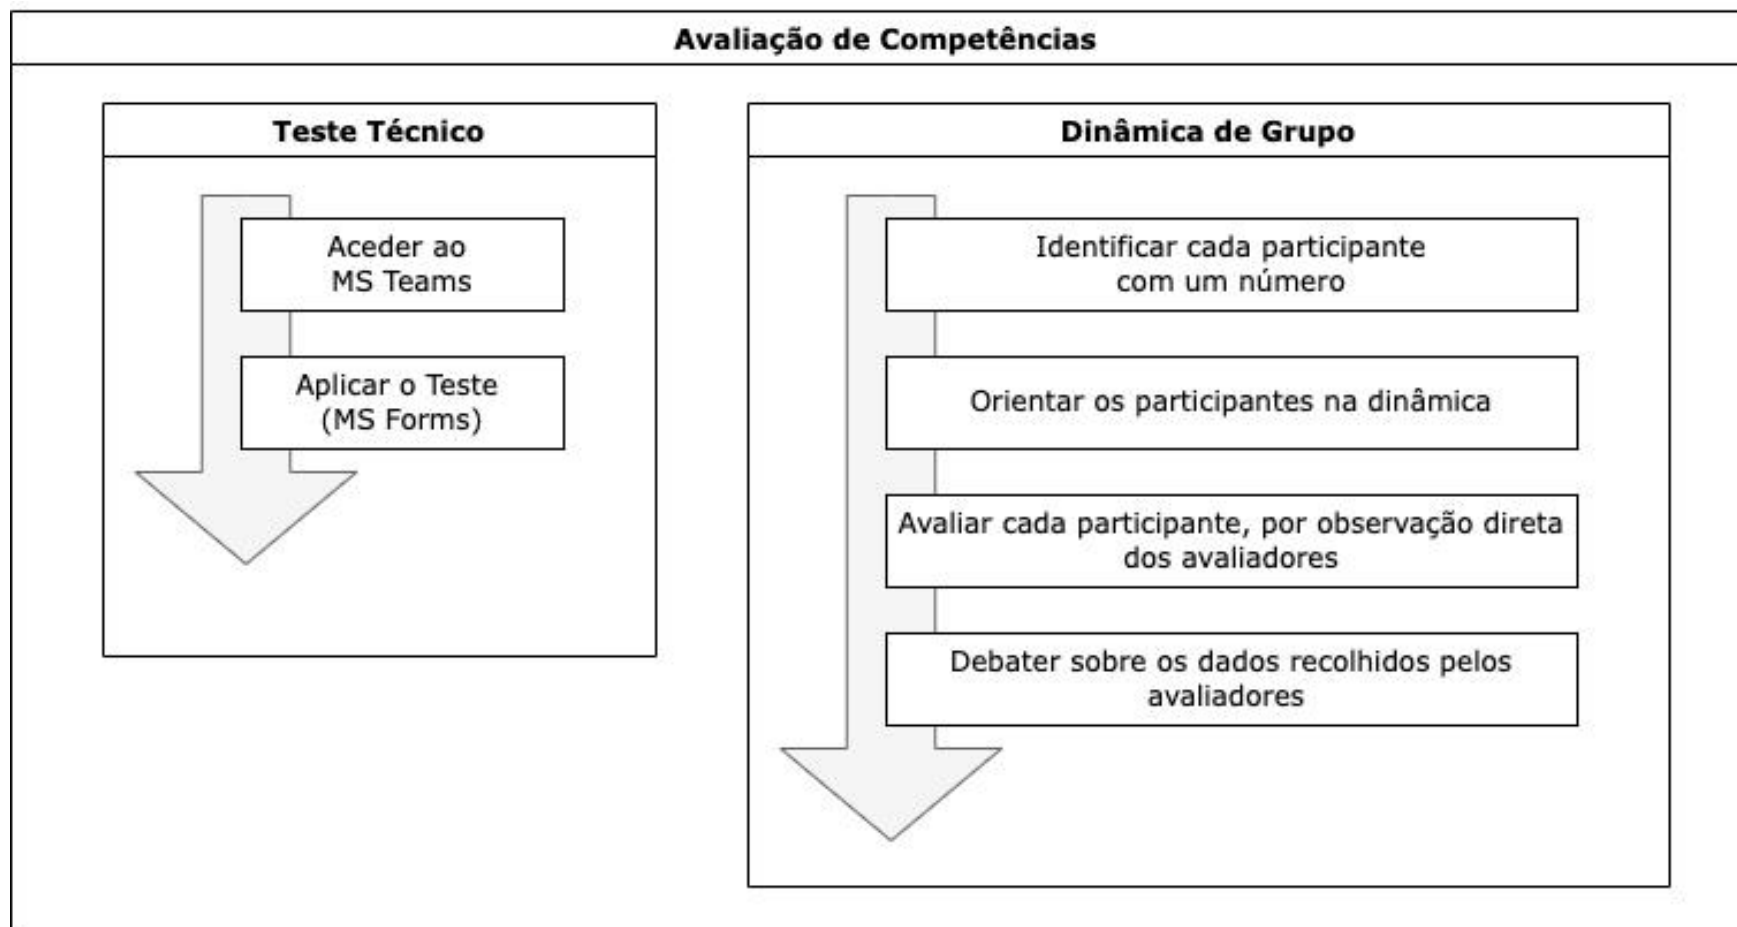 Avaliação de Competências
Teste Técnico
Aceder ao
MS Teams
Aplicar o Teste
(MS Forms)
Dinâmica de Grupo
Identificar cada participante
com um número
Orientar os participantes na dinâmica
Avaliar cada participante, por observação direta
dos avaliadores
Debater sobre os dados recolhidos pelos
avaliadores